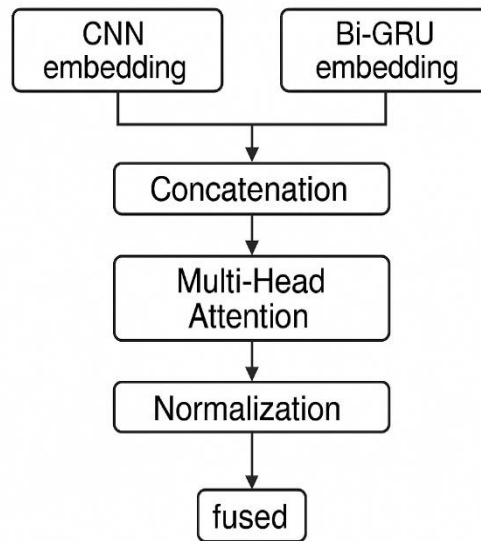 CNN
embedding
Bi-GRU
embedding
Concatenation
Multi-Head
Attention
Normalization
fused